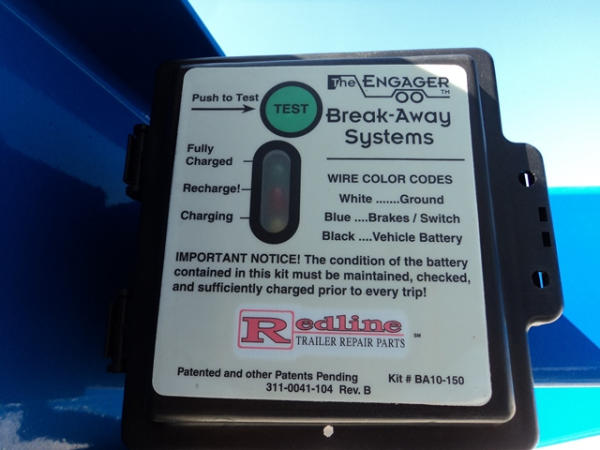 The ENGAGER TM
Push to Test
TEST
Break-Away
Systems
Fully
Charged
Recharge!
Charging
WIRE COLOR CODES
White .......Ground
Blue ....Brakes / Switch
Black ....Vehicle Battery
IMPORTANT NOTICE! The condition of the battery
contained in this kit must be maintained, checked,
and sufficiently charged prior to every trip!
Redline SM
TRAILER REPAIR PARTS
Patented and other Patents Pending
311-0041-104 Rev. B
Kit # BA10-150